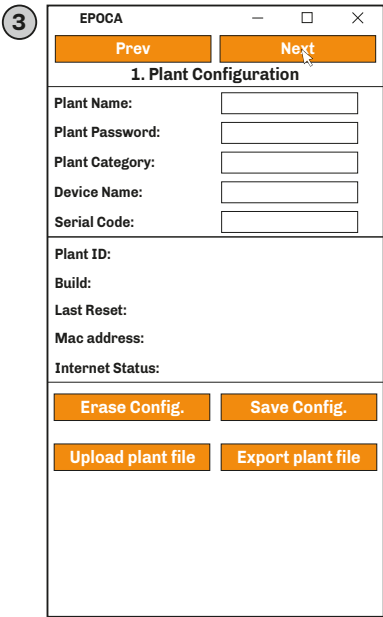 3
EPOCA
Prev Next
1. Plant Configuration
Plant Name:
Plant Password:
Plant Category:
Device Name:
Serial Code:
Plant ID:
Build:
Last Reset:
Mac address:
Internet Status:
Erase Config. Save Config.
Upload plant file Export plant file